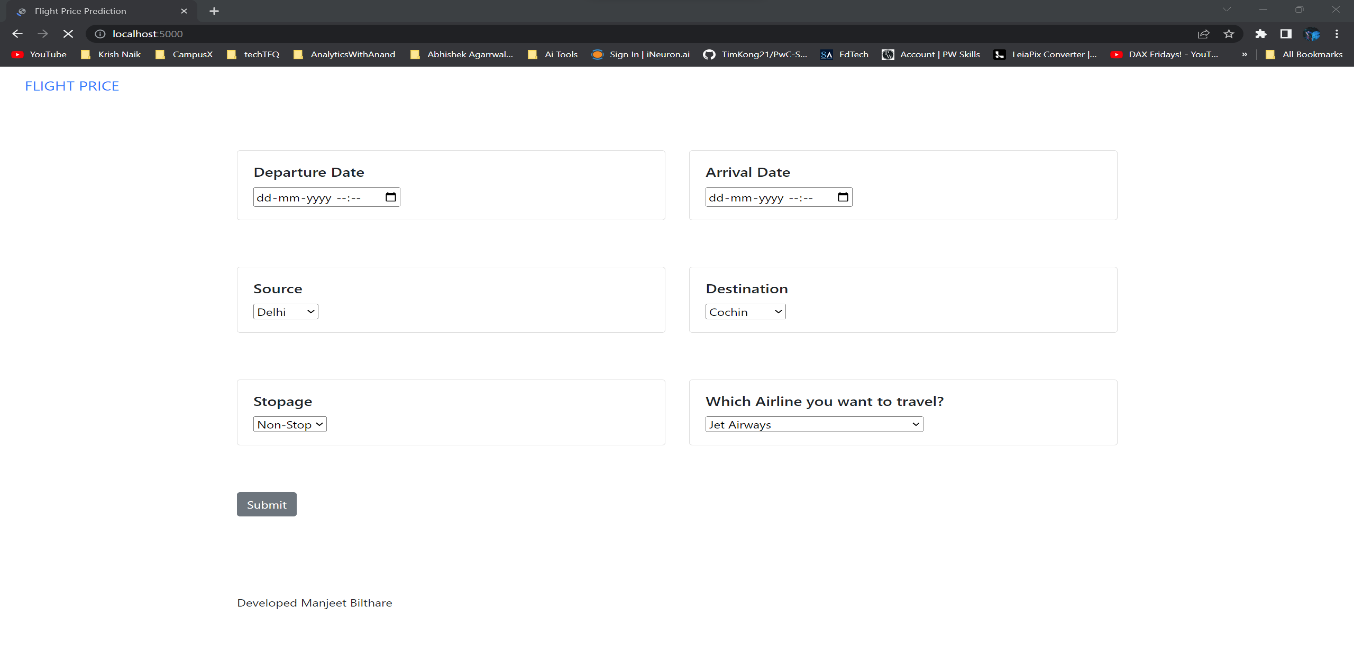 Flight Price Prediction
localhost:5000
YouTube Krish Naik CampusX techTFQ AnalyticsWithAnand Abhishek Agarrwal... Ai Tools Sign In | iNeuron.ai TimKong21/PwC-S... SA EdTech Account | PW Skills LeiaPix Converter |... DAX Fridays! - YouT... » All Bookmarks
FLIGHT PRICE
Departure Date Arrival Date
dd-mm-yyyy --:-- dd-mm-yyyy --:--
Source Destination
Delhi Cochin
Stopage Which Airline you want to travel?
Non-Stop Jet Airways
Submit
Developed Manjeet Bilthare